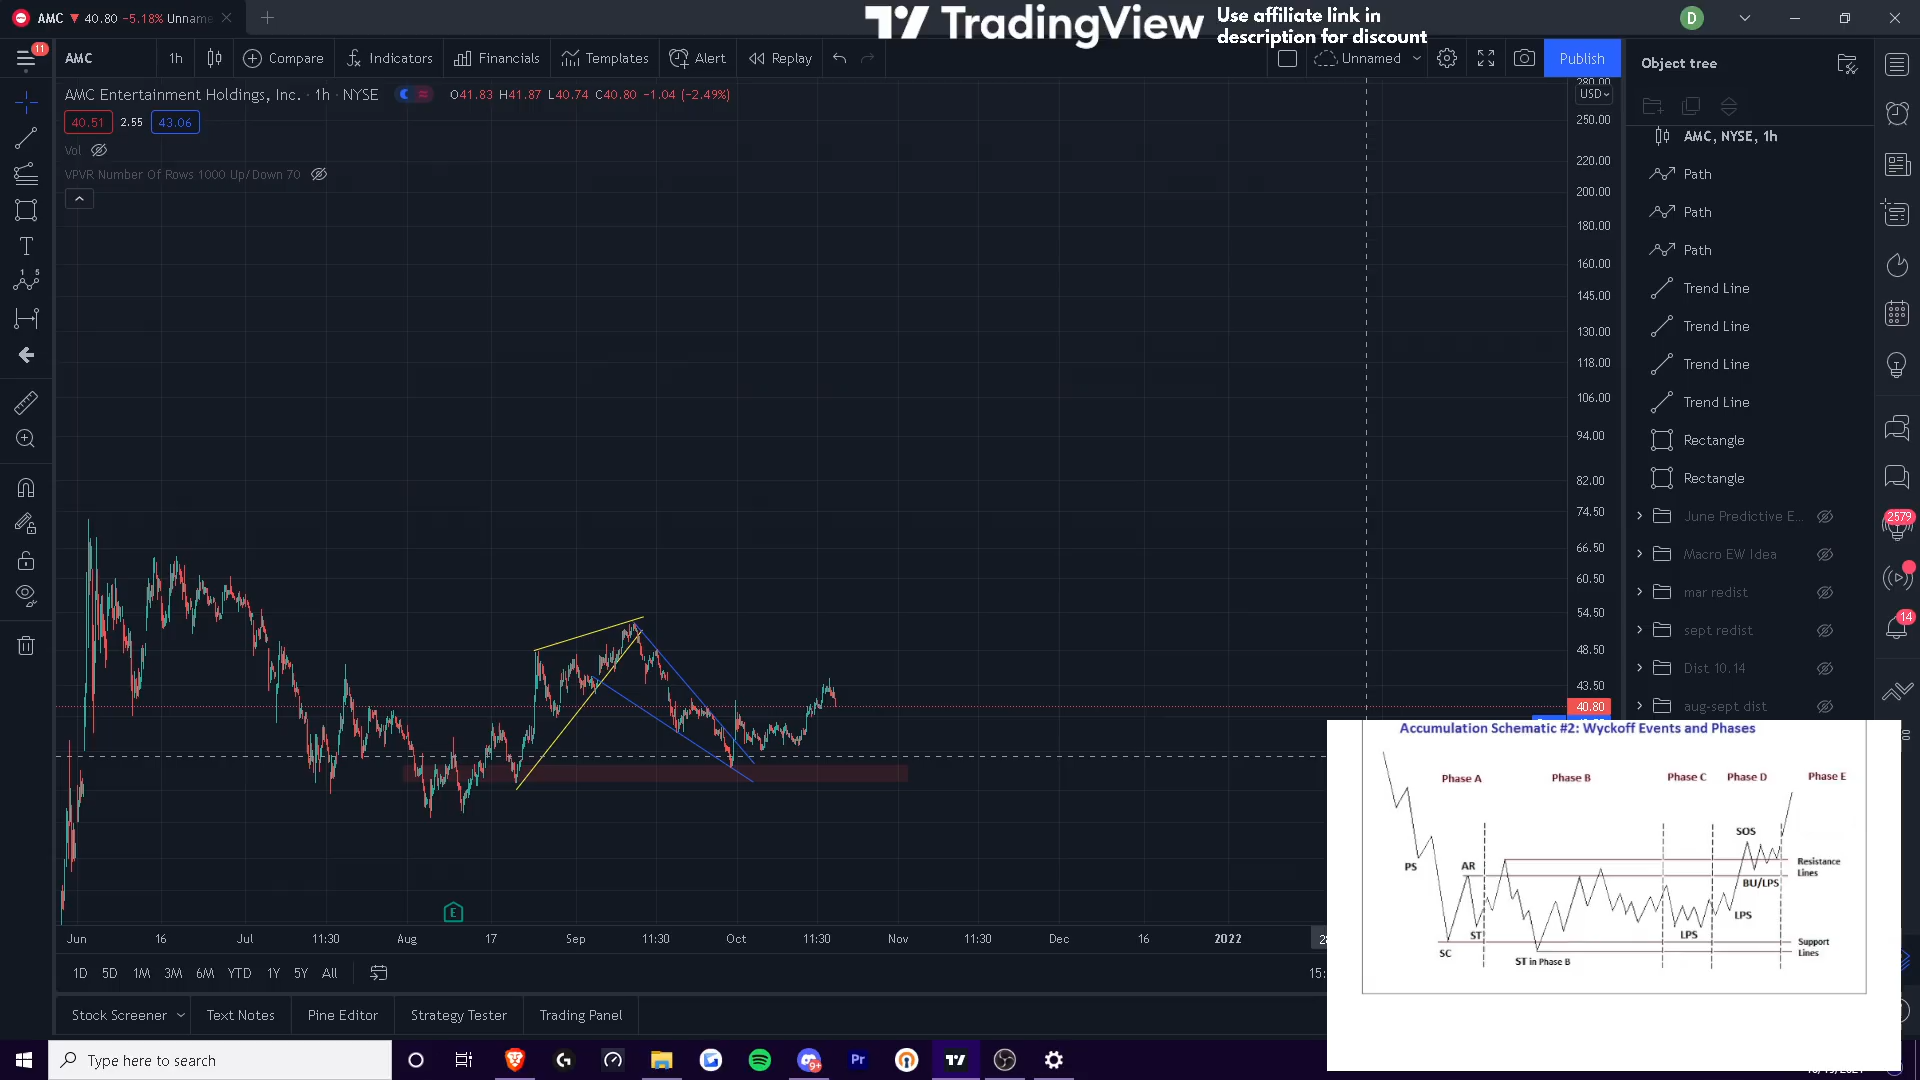 AMC ▼ 40.80 −5.18% Unname
TradingView
Use affiliate link in
description for discount
D
11
AMC
1h
Compare
Indicators
Financials
Templates
Alert
Replay
Unnamed
Publish
Object tree
AMC Entertainment Holdings, Inc. · 1h · NYSE
O41.83 H41.87 L40.74 C40.80 −1.04 (−2.49%)
40.51 2.55 43.06
Vol
VPVR Number Of Rows 1000 Up/Down 70
280.00
USD
250.00
220.00
200.00
180.00
160.00
145.00
130.00
118.00
106.00
94.00
82.00
74.50
66.50
60.50
54.50
48.50
43.50
40.80
AMC, NYSE, 1h
Path
Path
Path
Trend Line
Trend Line
Trend Line
Trend Line
Rectangle
Rectangle
June Predictive E...
Macro EW Idea
mar redist
sept redist
Dist 10.14
aug-sept dist
2579
14
E
Jun 16 Jul 11:30 Aug 17 Sep 11:30 Oct 11:30 Nov 11:30 Dec 16 2022
1D 5D 1M 3M 6M YTD 1Y 5Y All
15:
Stock Screener Text Notes Pine Editor Strategy Tester Trading Panel
Accumulation Schematic #2: Wyckoff Events and Phases
Phase A Phase B Phase C Phase D Phase E
PS
AR
SC
ST
ST in Phase B
LPS
LPS
SOS
BU/LPS
Resistance
Lines
Support
Lines
Type here to search
9+
Pr